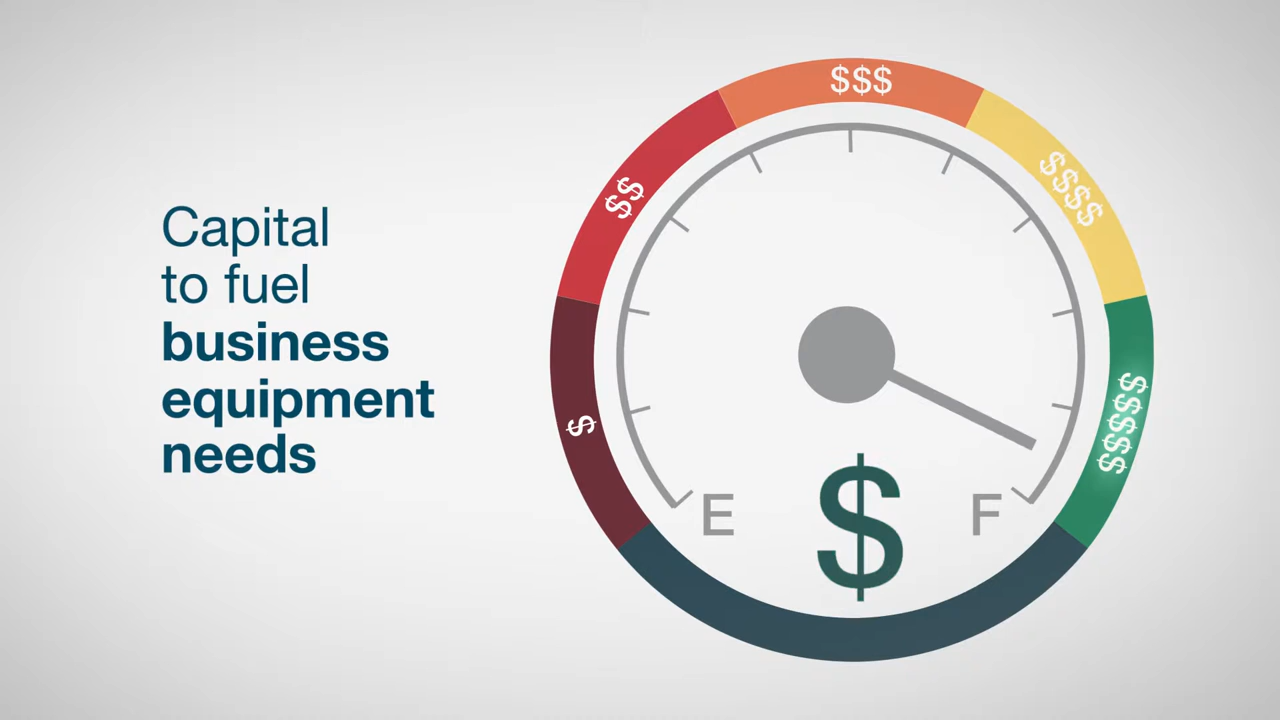 Capital
to fuel
business
equipment
needs
$
$$
$$$
$$$$
$$$$$
E
$
F